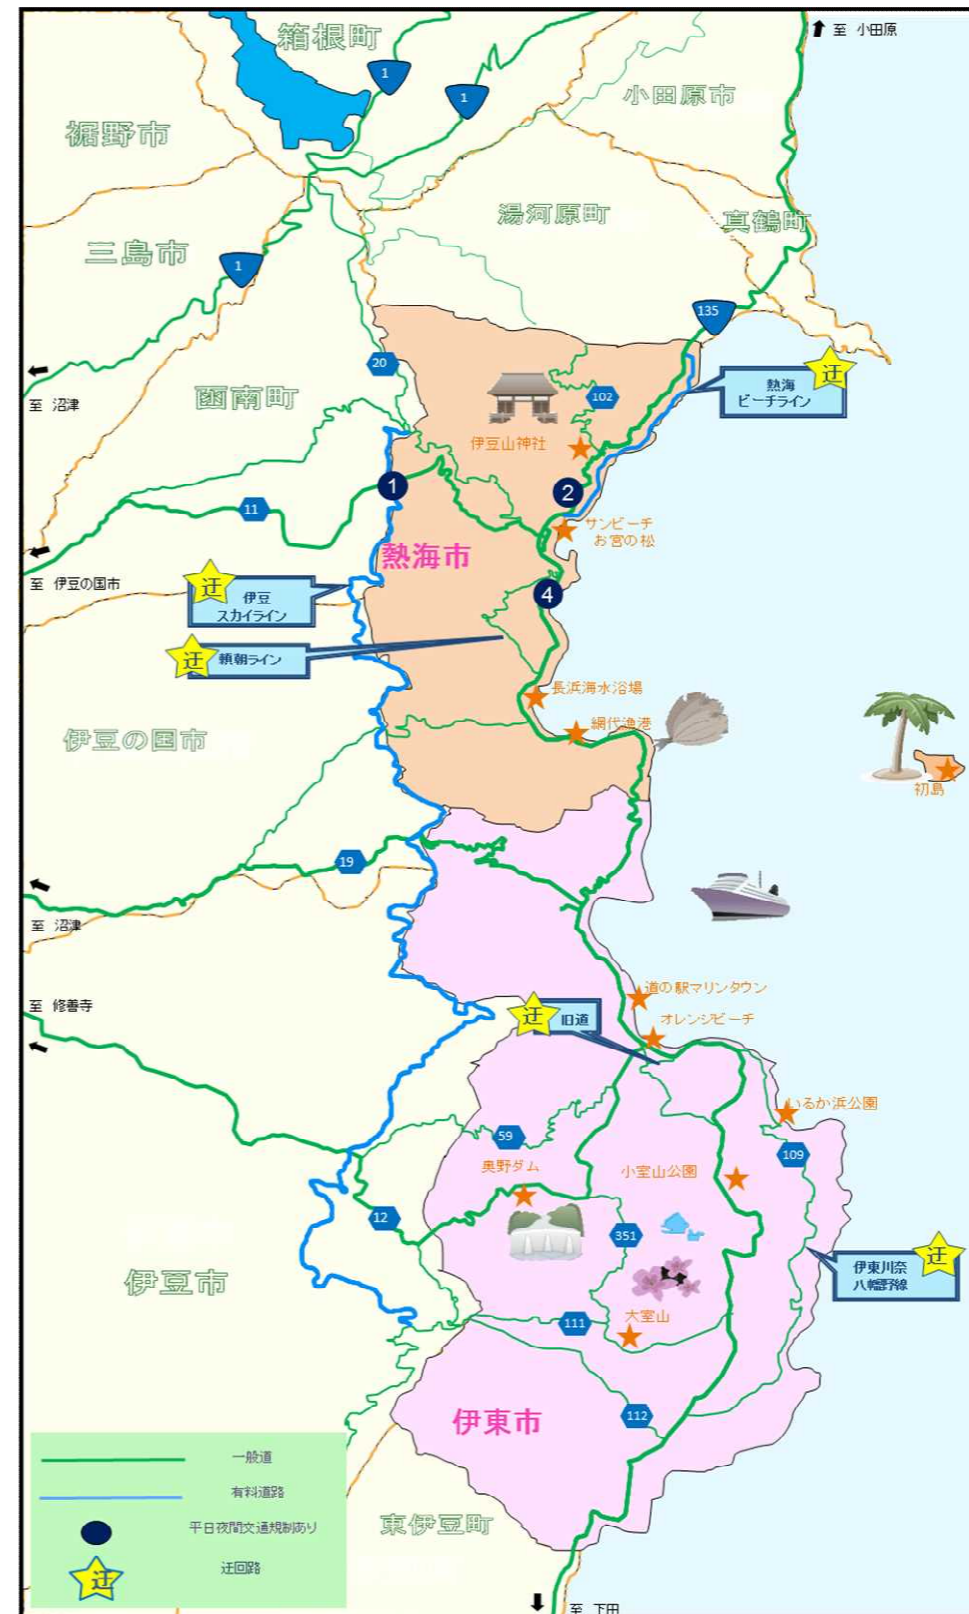 至 小田原
箱根町
1
1
小田原市
裾野市
湯河原町
真鶴町
三島市
1
135
20
熱海
ビーチライン
迂
至 沼津
函南町
102
伊豆山神社
1
2
11
サンビーチ
お宮の松
熱海市
至 伊豆の国市
迂
伊豆
スカイライン
4
迂
頼朝ライン
長浜海水浴場
網代漁港
伊豆の国市
初島
19
至 沼津
道の駅マリンタウン
至 修善寺
迂
旧道
オレンジビーチ
いるか浜公園
59
109
奥野ダム
小室山公園
12
351
迂
伊東川奈
八幡野線
伊豆市
111
大室山
伊東市
112
一般道
有料道路
平日夜間交通規制あり
迂
迂回路
東伊豆町
至 下田